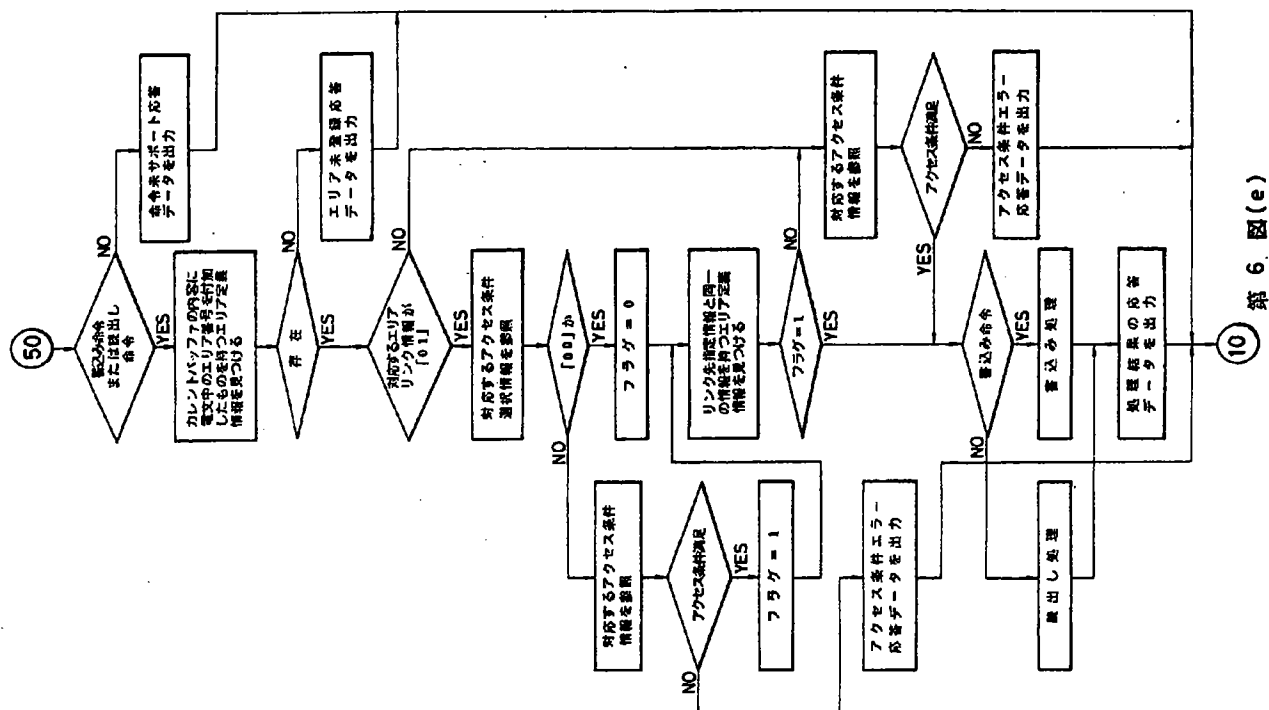 50
書込み命令
または読出し
命令
NO
命令未サポート応答
データを出力
YES
カレントバッファの内容に
電文中のエリア番号を付加
したものを持つエリア定義
情報を見つける
存在
NO
エリア未登録応答
データを出力
YES
対応するエリア
リンク情報が
「01」
NO
YES
対応するアクセス条件
選択情報を参照
「00」か
NO
YES
フラグ=0
対応するアクセス条件
情報を参照
アクセス条件満足
NO
YES
フラグ=1
リンク先指定情報と同一
の情報を持つエリア定義
情報を見つける
フラグ=1
NO
YES
対応するアクセス条件
情報を参照
アクセス条件満足
YES
NO
アクセス条件エラー
応答データを出力
アクセス条件エラー
応答データを出力
書込み命令
NO
YES
書込み処理
読出し処理
処理結果の応答
データを出力
10
第6図(e)